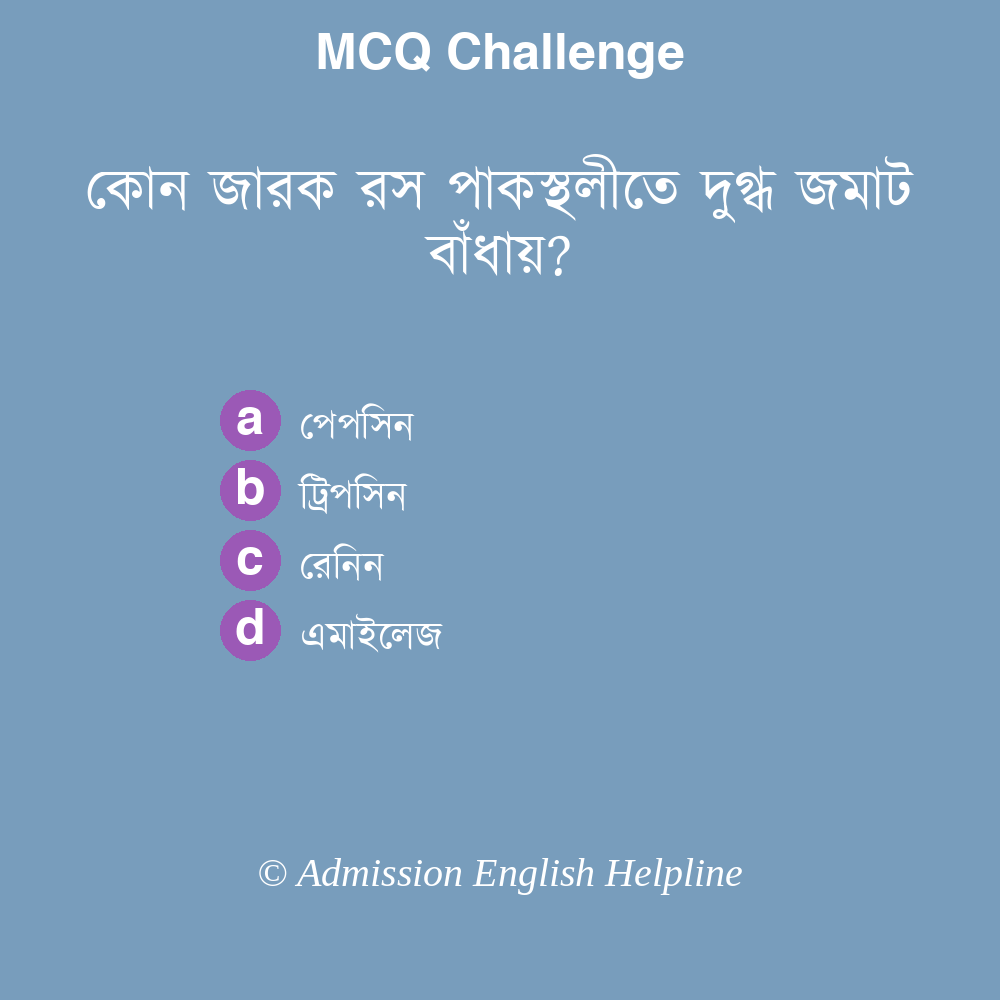 MCQ Challenge
কোন জারক রস পাকস্থলীতে দুগ্ধ জমাট
বাঁধায়?
a পেপসিন
b ট্রিপসিন
c রেনিন
d এমাইলেজ
© Admission English Helpline